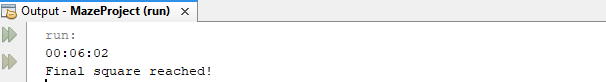 Output - MazeProject (run) ×
run:
00:06:02
Final square reached!